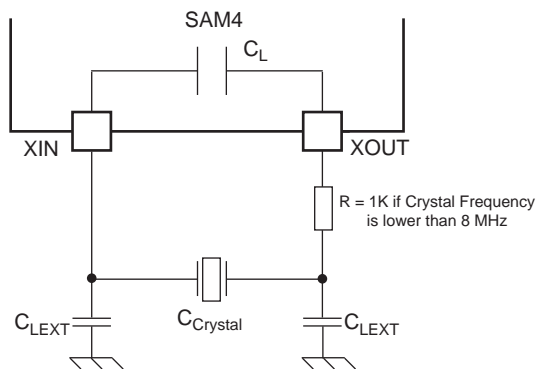 SAM4
CL
XIN
XOUT
R = 1K if Crystal Frequency
is lower than 8 MHz
CLEXT
CCrystal
CLEXT